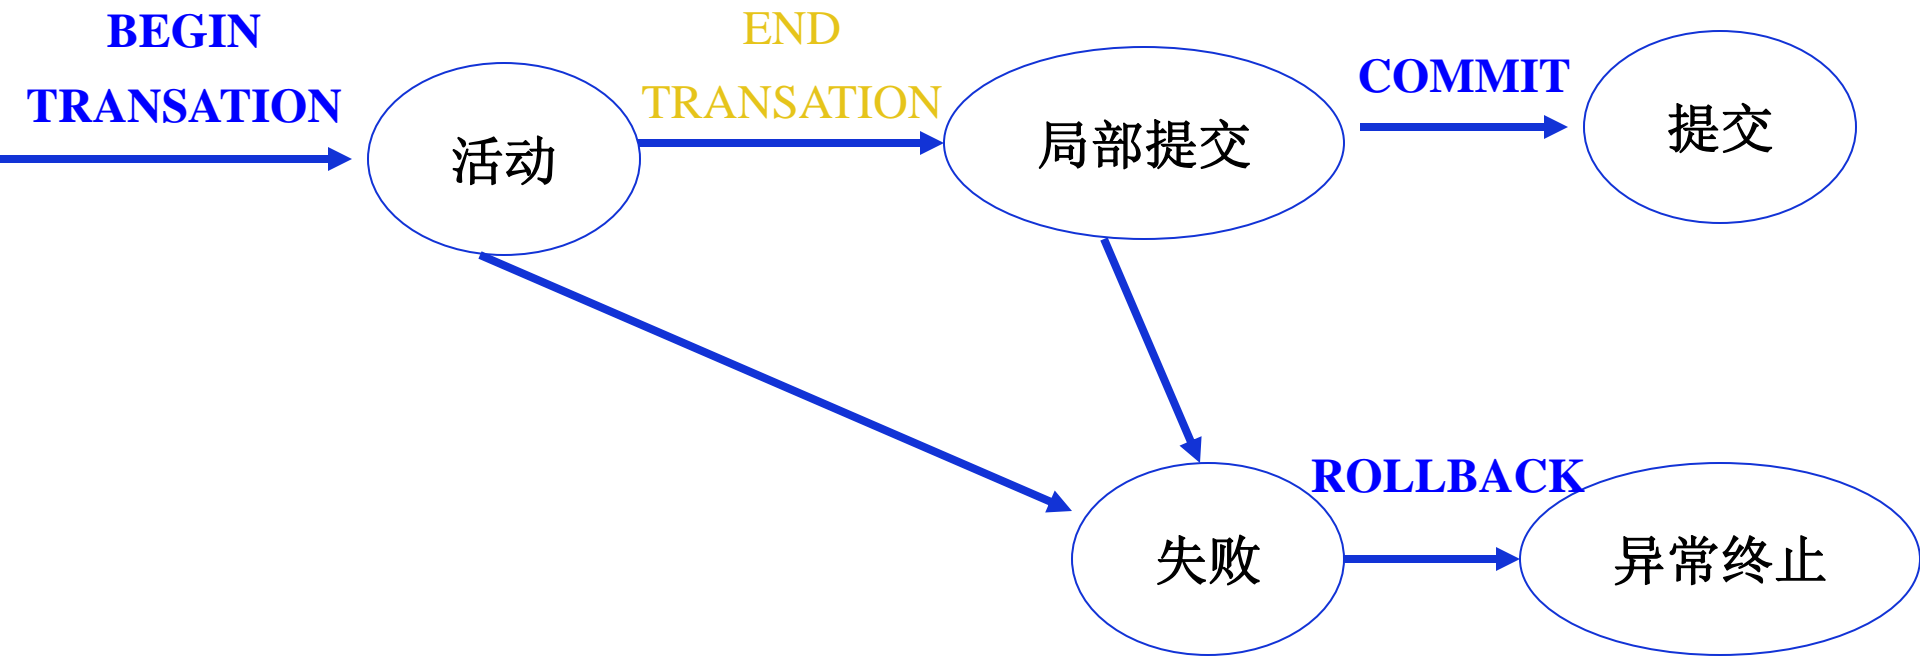 BEGIN
TRANSATION
活动
END
TRANSATION
局部提交
COMMIT
提交
失败
ROLLBACK
异常终止